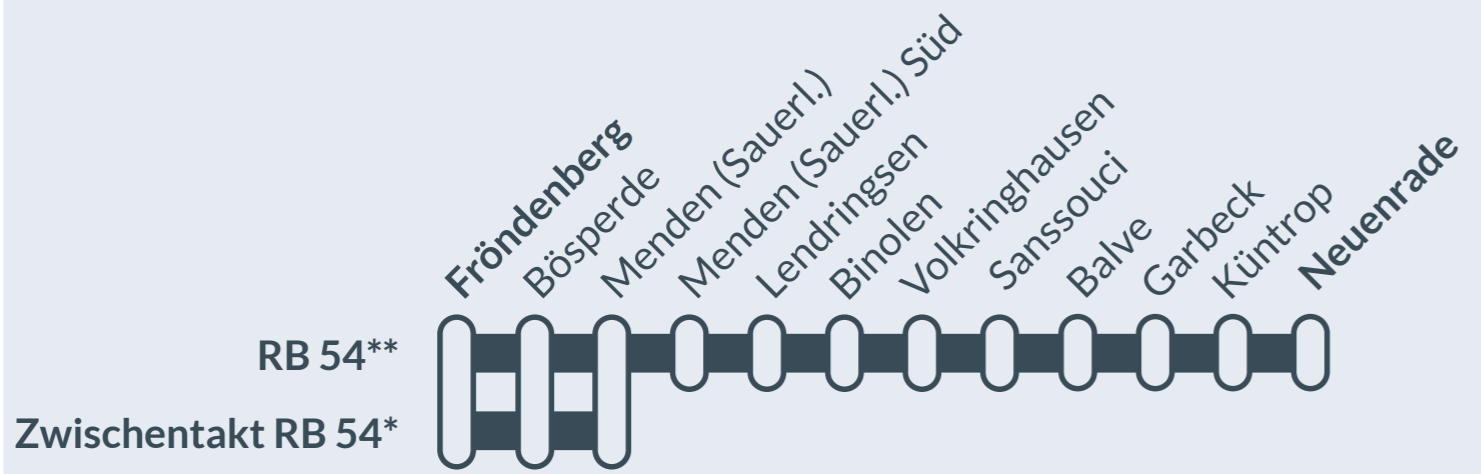 Fröndenberg
Bösperde
Menden (Sauerl.)
Menden (Sauerl.) Süd
Lendringsen
Binolen
Volkringhausen
Sanssouci
Balve
Garbeck
Küntrop
Neuenrade
RB 54**
Zwischentakt RB 54*